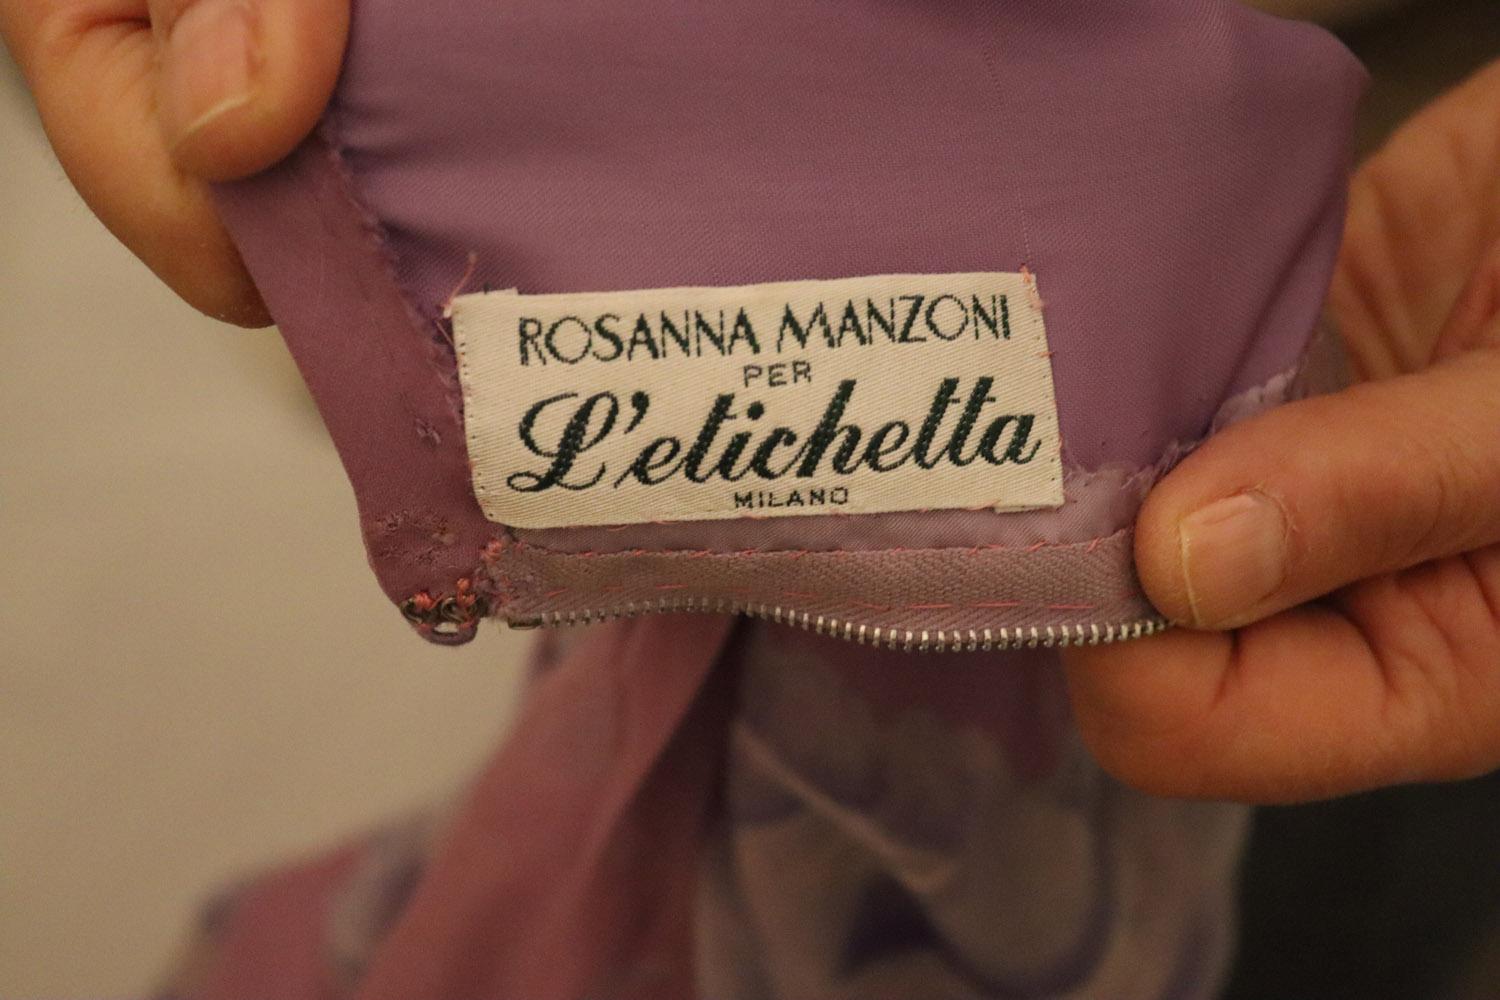 ROSANNA MANZONI
PER
L'etichetta
MILANO